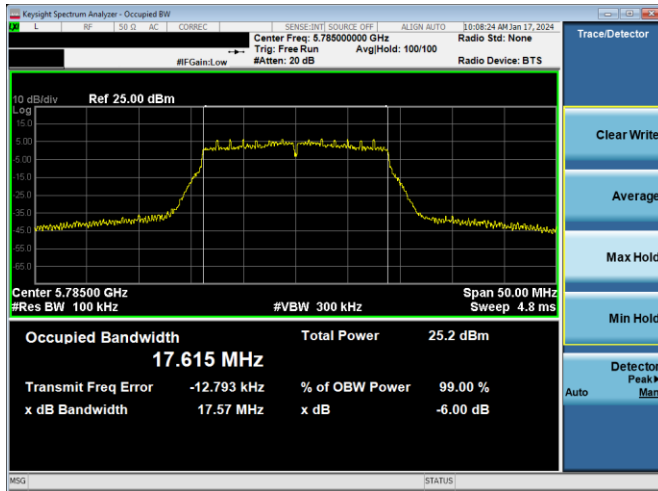 Keysight Spectrum Analyzer - Occupied BW
L RF 50 Ω AC CORREC SENSE:INT SOURCE OFF ALIGN AUTO 10:08:24 AM Jan 17, 2024
Center Freq: 5.785000000 GHz Radio Std: None
Trig: Free Run Avg|Hold: 100/100
#IFGain:Low #Atten: 20 dB Radio Device: BTS
Trace/Detector
10 dB/div Ref 25.00 dBm
Log
15.0
5.00
-5.00
-15.0
-25.0
-35.0
-45.0
-55.0
-65.0
Center 5.78500 GHz Span 50.00 MHz
#Res BW 100 kHz #VBW 300 kHz Sweep 4.8 ms
Occupied Bandwidth Total Power 25.2 dBm
17.615 MHz
Transmit Freq Error -12.793 kHz % of OBW Power 99.00 %
x dB Bandwidth 17.57 MHz x dB -6.00 dB
Clear Write
Average
Max Hold
Min Hold
Detector
Peak
Auto Man
MSG STATUS